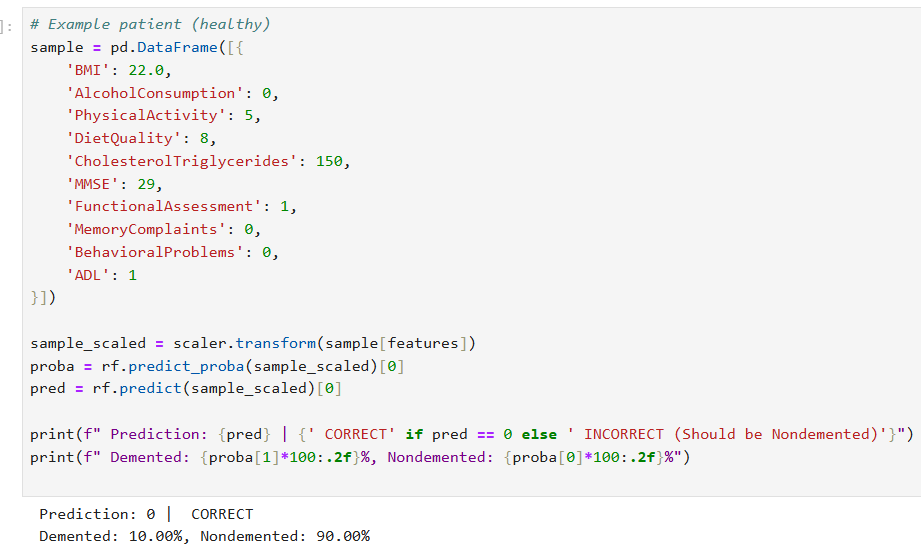 ]:
# Example patient (healthy)
sample = pd.DataFrame([{
    'BMI': 22.0,
    'AlcoholConsumption': 0,
    'PhysicalActivity': 5,
    'DietQuality': 8,
    'CholesterolTriglycerides': 150,
    'MMSE': 29,
    'FunctionalAssessment': 1,
    'MemoryComplaints': 0,
    'BehavioralProblems': 0,
    'ADL': 1
}])
sample_scaled = scaler.transform(sample[features])
proba = rf.predict_proba(sample_scaled)[0]
pred = rf.predict(sample_scaled)[0]
print(f" Prediction: {pred} | {' CORRECT' if pred == 0 else ' INCORRECT (Should be Nondemented)'}")
print(f" Demented: {proba[1]*100:.2f}%, Nondemented: {proba[0]*100:.2f}%")
Prediction: 0 |  CORRECT
Demented: 10.00%, Nondemented: 90.00%